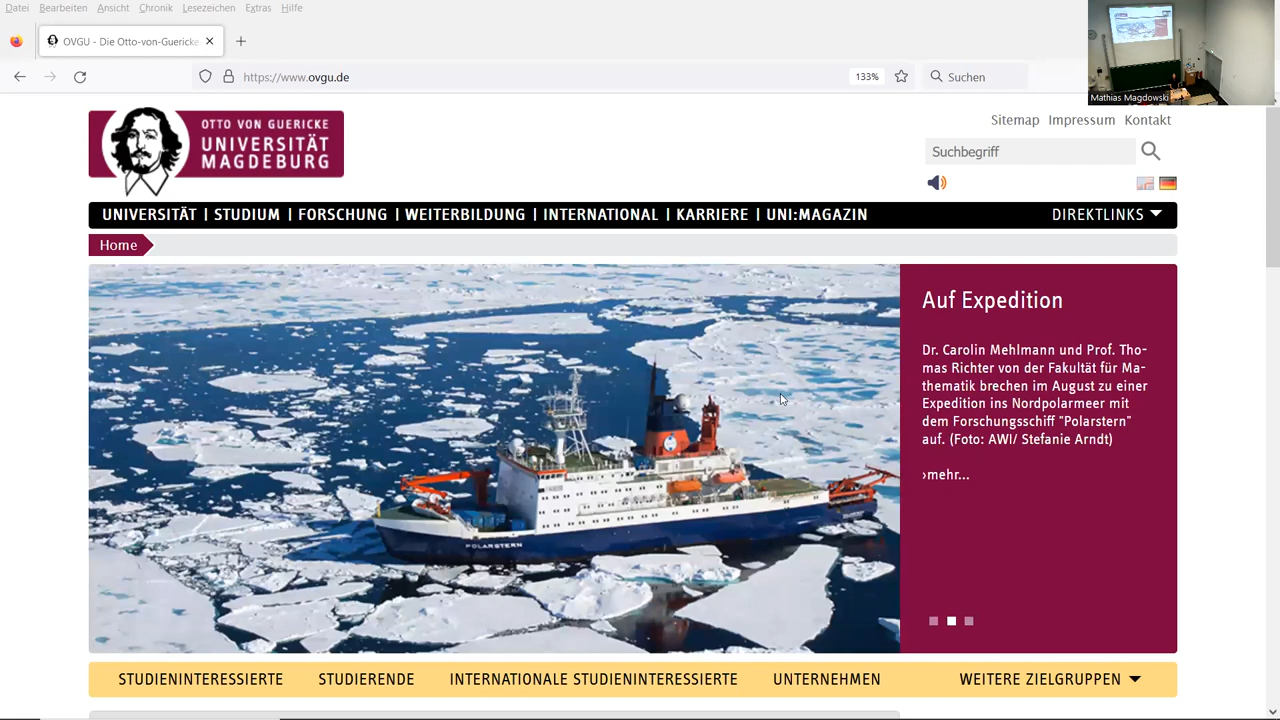 Datei Bearbeiten Ansicht Chronik Lesezeichen Extras Hilfe
OVGU - Die Otto-von-Guericke
https://www.ovgu.de
133%
Suchen
Mathias Magdowski
OTTO VON GUERICKE
UNIVERSITÄT
MAGDEBURG
Sitemap Impressum Kontakt
Suchbegriff
UNIVERSITÄT | STUDIUM | FORSCHUNG | WEITERBILDUNG | INTERNATIONAL | KARRIERE | UNI:MAGAZIN
DIREKTLINKS
Home
Auf Expedition
Dr. Carolin Mehlmann und Prof. Tho-
mas Richter von der Fakultät für Ma-
thematik brechen im August zu einer
Expedition ins Nordpolarmeer mit
dem Forschungsschiff "Polarstern"
auf. (Foto: AWI/ Stefanie Arndt)
›mehr...
POLARSTERN
STUDIENINTERESSIERTE STUDIERENDE INTERNATIONALE STUDIENINTERESSIERTE UNTERNEHMEN WEITERE ZIELGRUPPEN